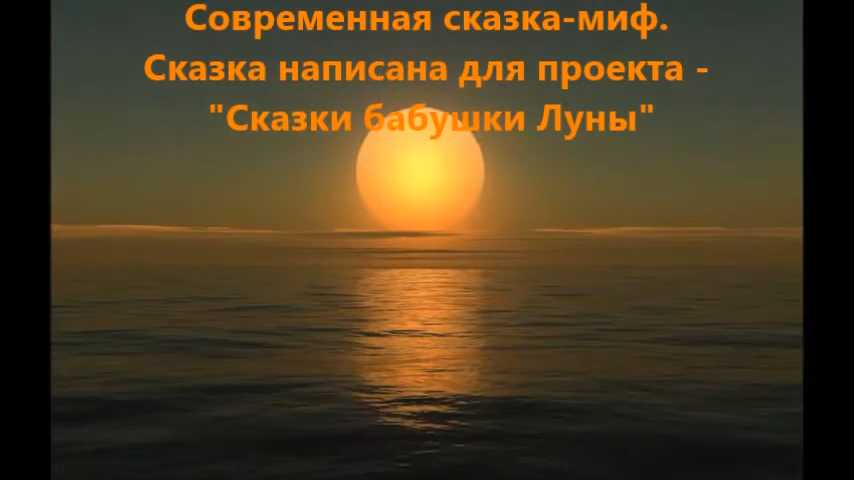 Современная сказка-миф.
Сказка написана для проекта -
"Сказки бабушки Луны"